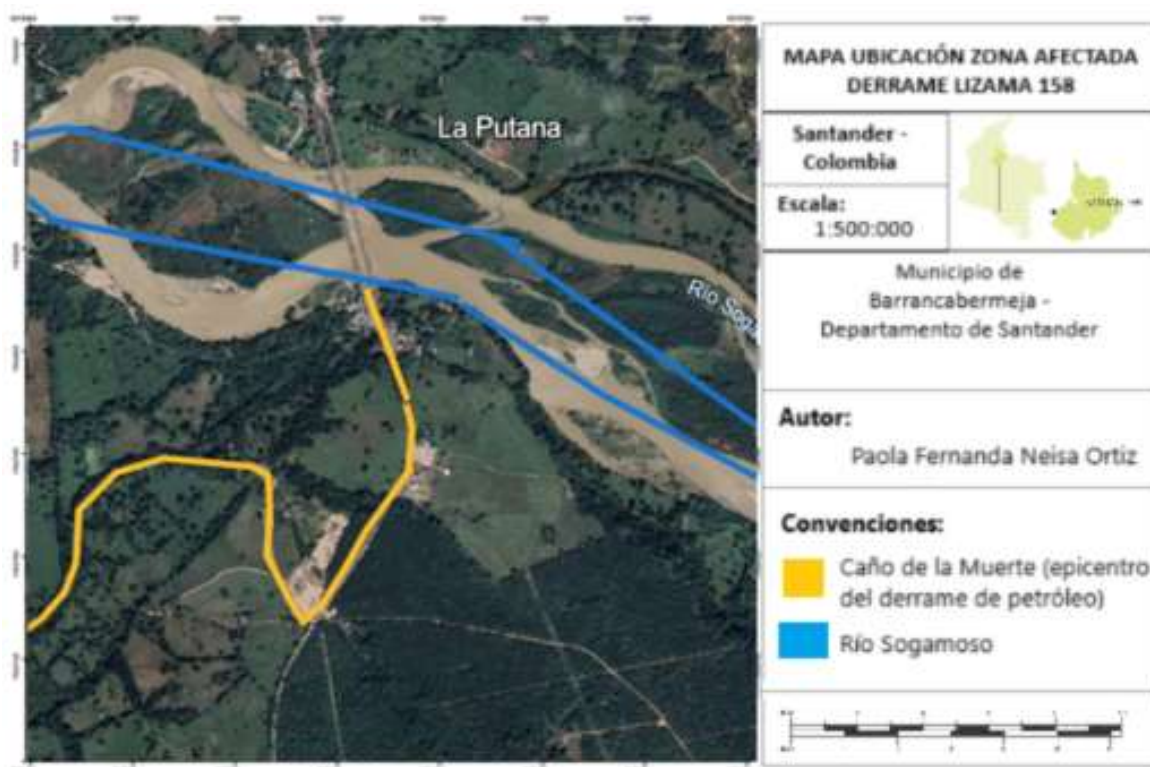 La Putana
Río Soga
MAPA UBICACIÓN ZONA AFECTADA
DERRAME LIZAMA 158
Santander -
Colombia
Escala:
1:500:000
Municipio de
Barrancabermeja -
Departamento de Santander
Autor:
Paola Fernanda Neisa Ortiz
Convenciones:
Caño de la Muerte (epicentro
del derrame de petróleo)
Río Sogamoso